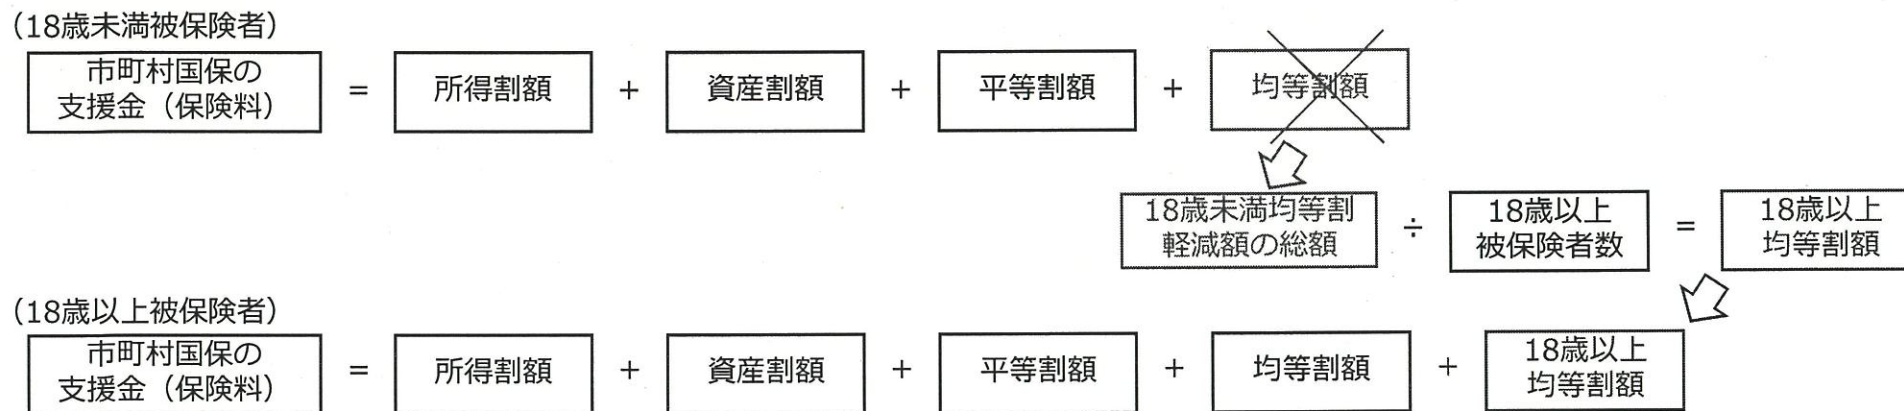 （18歳未満被保険者）
市町村国保の
支援金（保険料） = 所得割額 + 資産割額 + 平等割額 + 均等割額
18歳未満均等割
軽減額の総額 ÷ 18歳以上
被保険者数 = 18歳以上
均等割額
（18歳以上被保険者）
市町村国保の
支援金（保険料） = 所得割額 + 資産割額 + 平等割額 + 均等割額 + 18歳以上
均等割額